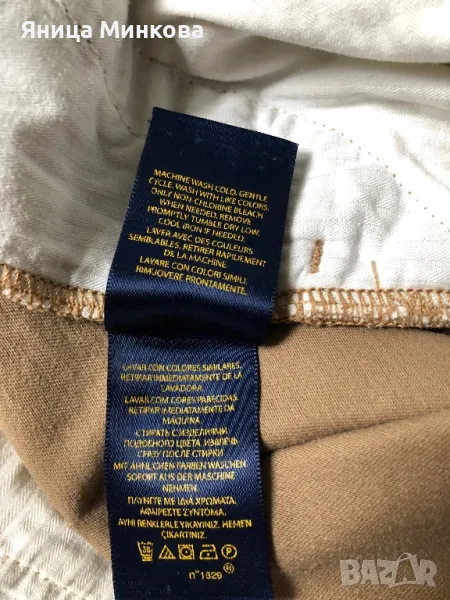 Яница Минкова
MACHINE WASH COLD, GENTLE
CYCLE. WASH WITH LIKE COLORS.
ONLY NON-CHLORINE BLEACH
WHEN NEEDED. REMOVE
PROMPTLY. TUMBLE DRY LOW.
COOL IRON IF NEEDED.
LAVER AVEC DES COULEURS
SEMBLABLES. RETIRER RAPIDEMENT
DE LA MACHINE.
LAVARE CON COLORI SIMILI.
RIMUOVERE PRONTAMENTE.
LAVAR CON COLORES SIMILARES.
RETIRAR INMEDIATAMENTE DE LA
LAVADORA.
LAVAR COM CORES PARECIDAS.
RETIRAR IMEDIATAMENTE DA
MAQUINA.
СТИРАТЬ С ИЗДЕЛИЯМИ
ПОДОБНОГО ЦВЕТА. ИЗВЛЕЧЬ
СРАЗУ ПОСЛЕ СТИРКИ
MIT ÄHNLICHEN FARBEN WASCHEN
SOFORT AUS DER MASCHINE
NEHMEN.
ΠΛΥΝΕΤΕ ΜΕ ΙΔΙΑ ΧΡΩΜΑΤΑ.
ΑΦΑΙΡΕΣΤΕ ΣΥΝΤΟΜΑ.
AYNI RENKLERLE YIKAYINIZ. HEMEN
ÇIKARTINIZ.
30 P
n° 1629 ®
BAZAR